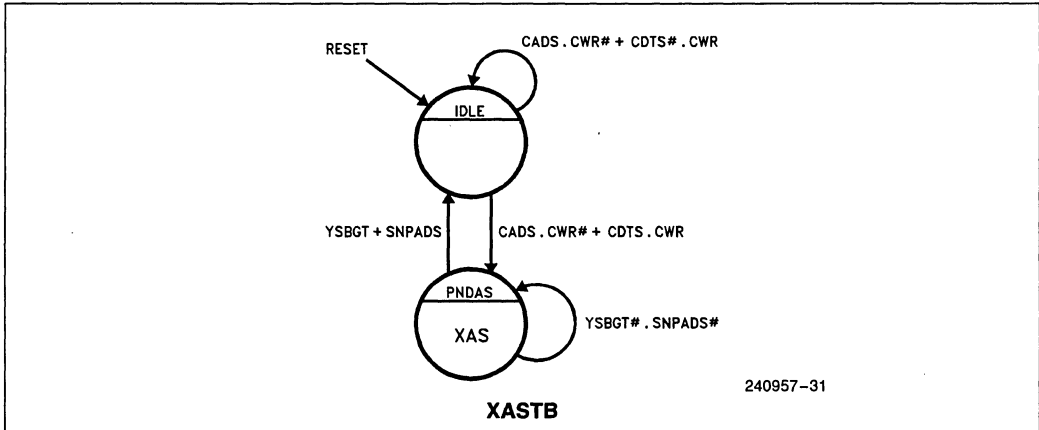 RESET
CADS.CWR# + CDTS#.CWR
IDLE
YSBGT + SNPADS
CADS.CWR# + CDTS.CWR
PNDAS
XAS
YSBGT#.SNPADS#
240957-31
XASTB